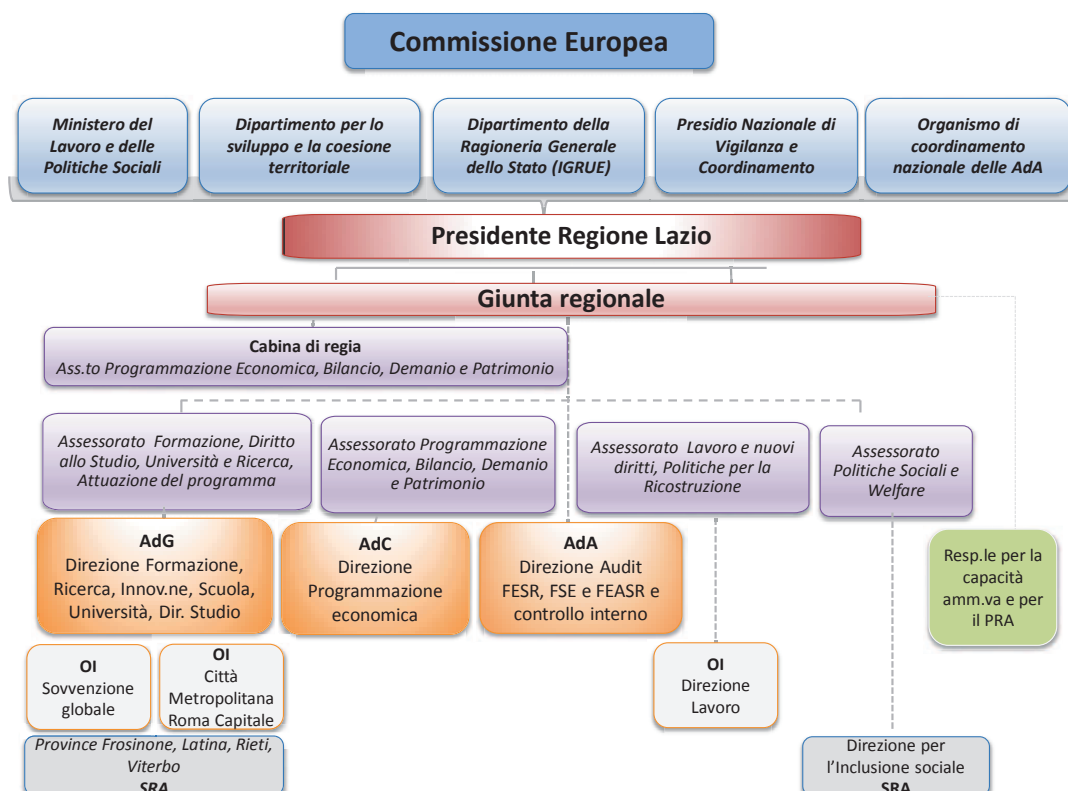 Commissione Europea
Ministero del
Lavoro e delle
Politiche Sociali
Dipartimento per lo
sviluppo e la coesione
territoriale
Dipartimento della
Ragioneria Generale
dello Stato (IGRUE)
Presidio Nazionale di
Vigilanza e
Coordinamento
Organismo di
coordinamento
nazionale delle AdA
Presidente Regione Lazio
Giunta regionale
Cabina di regia
Ass.to Programmazione Economica, Bilancio, Demanio e Patrimonio
Assessorato Formazione, Diritto
allo Studio, Università e Ricerca,
Attuazione del programma
Assessorato Programmazione
Economica, Bilancio, Demanio
e Patrimonio
Assessorato Lavoro e nuovi
diritti, Politiche per la
Ricostruzione
Assessorato
Politiche Sociali e
Welfare
AdG
Direzione Formazione,
Ricerca, Innov.ne, Scuola,
Università, Dir. Studio
AdC
Direzione
Programmazione
economica
AdA
Direzione Audit
FESR, FSE e FEASR e
controllo interno
Resp.le per la
capacità
amm.va e per
il PRA
OI
Sovvenzione
globale
OI
Città
Metropolitana
Roma Capitale
OI
Direzione
Lavoro
Province Frosinone, Latina, Rieti,
Viterbo
SRA
Direzione per
l'Inclusione sociale
SRA